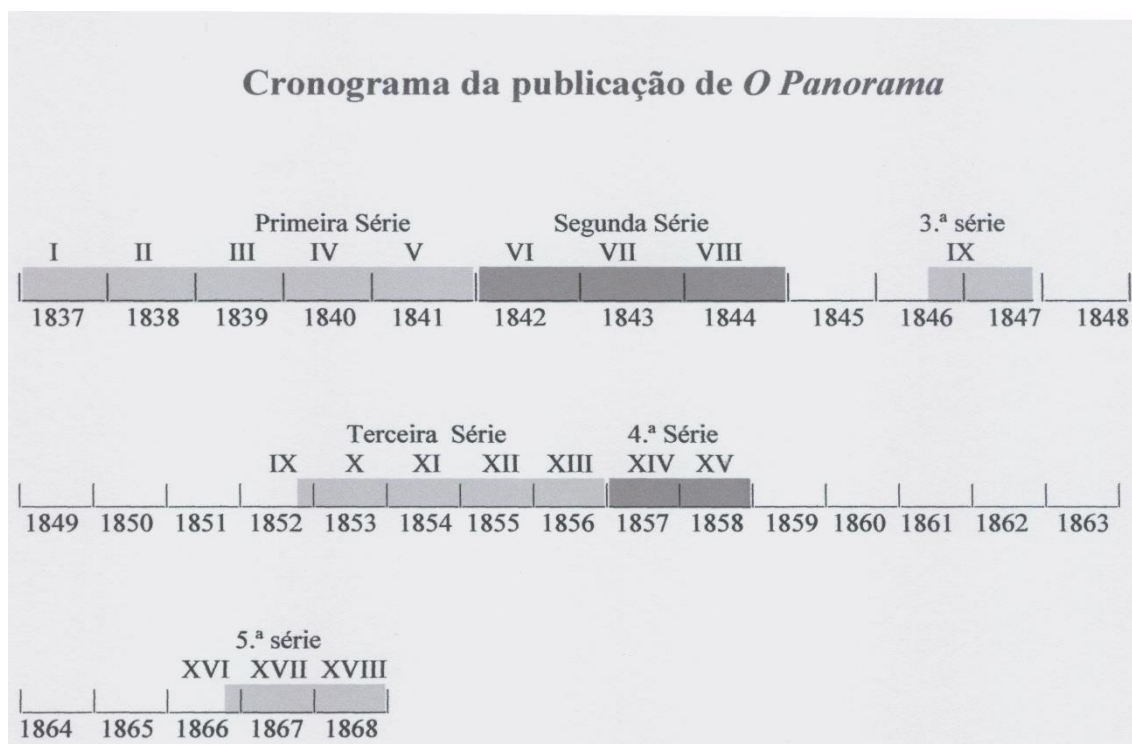 Cronograma da publicação de O Panorama
Primeira Série Segunda Série 3.ª série
I II III IV V VI VII VIII IX
1837 1838 1839 1840 1841 1842 1843 1844 1845 1846 1847 1848
Terceira Série 4.ª Série
IX X XI XII XIII XIV XV
1849 1850 1851 1852 1853 1854 1855 1856 1857 1858 1859 1860 1861 1862 1863
5.ª série
XVI XVII XVIII
1864 1865 1866 1867 1868